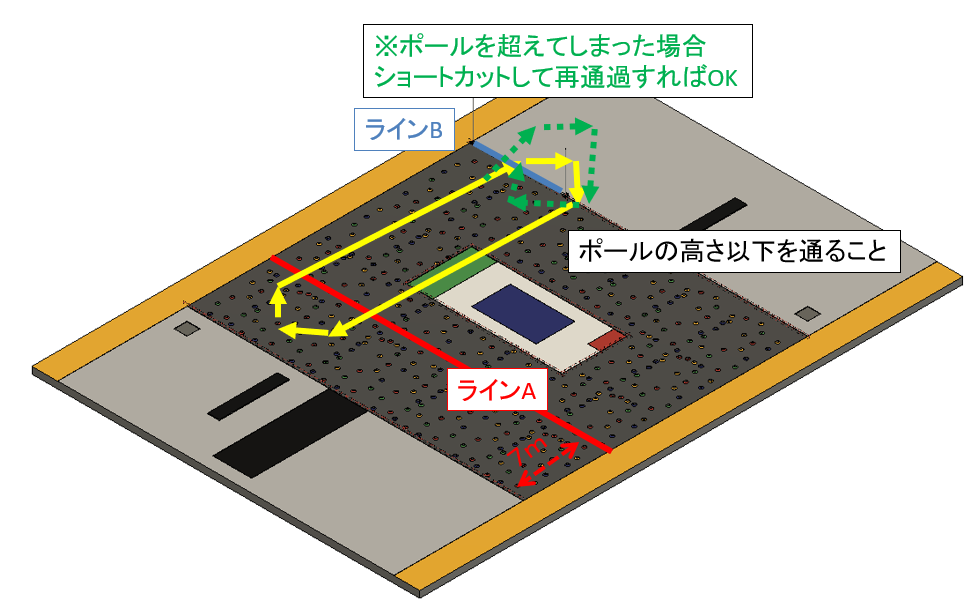 ※ポールを超えてしまった場合
ショートカットして再通過すればOK
ラインB
ポールの高さ以下を通ること
ラインA
7m